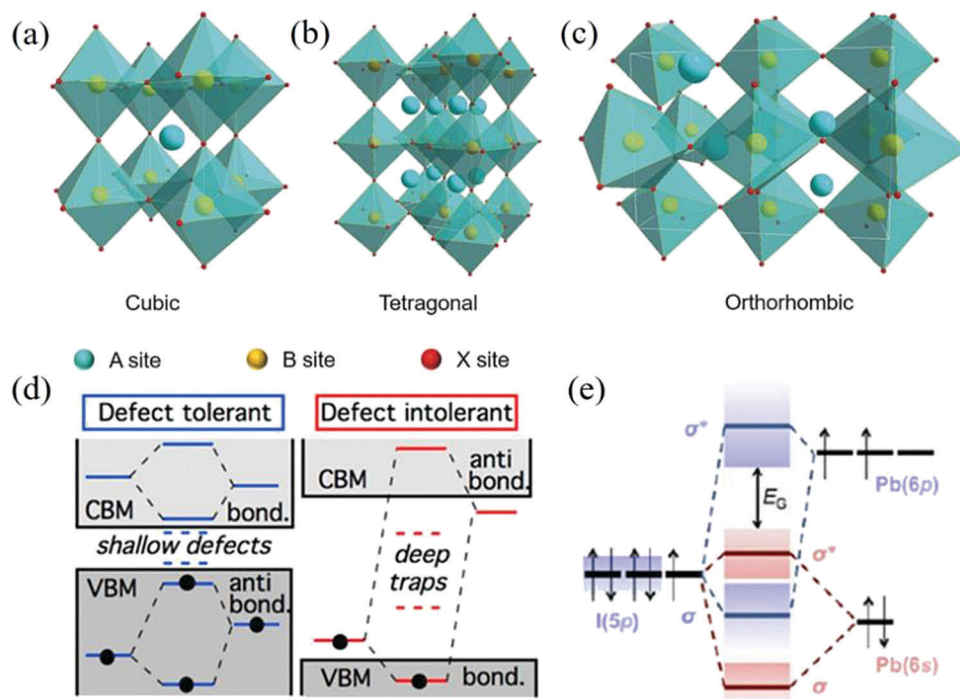 (a)
(b)
(c)
Cubic
Tetragonal
Orthorhombic
A site
B site
X site
(d)
Defect tolerant
CBM
bond.
shallow defects
VBM
anti
bond.
Defect intolerant
anti
bond.
CBM
deep
traps
VBM
bond.
(e)
σ*
Pb(6p)
E_G
σ*
I(5p)
σ
Pb(6s)
σ